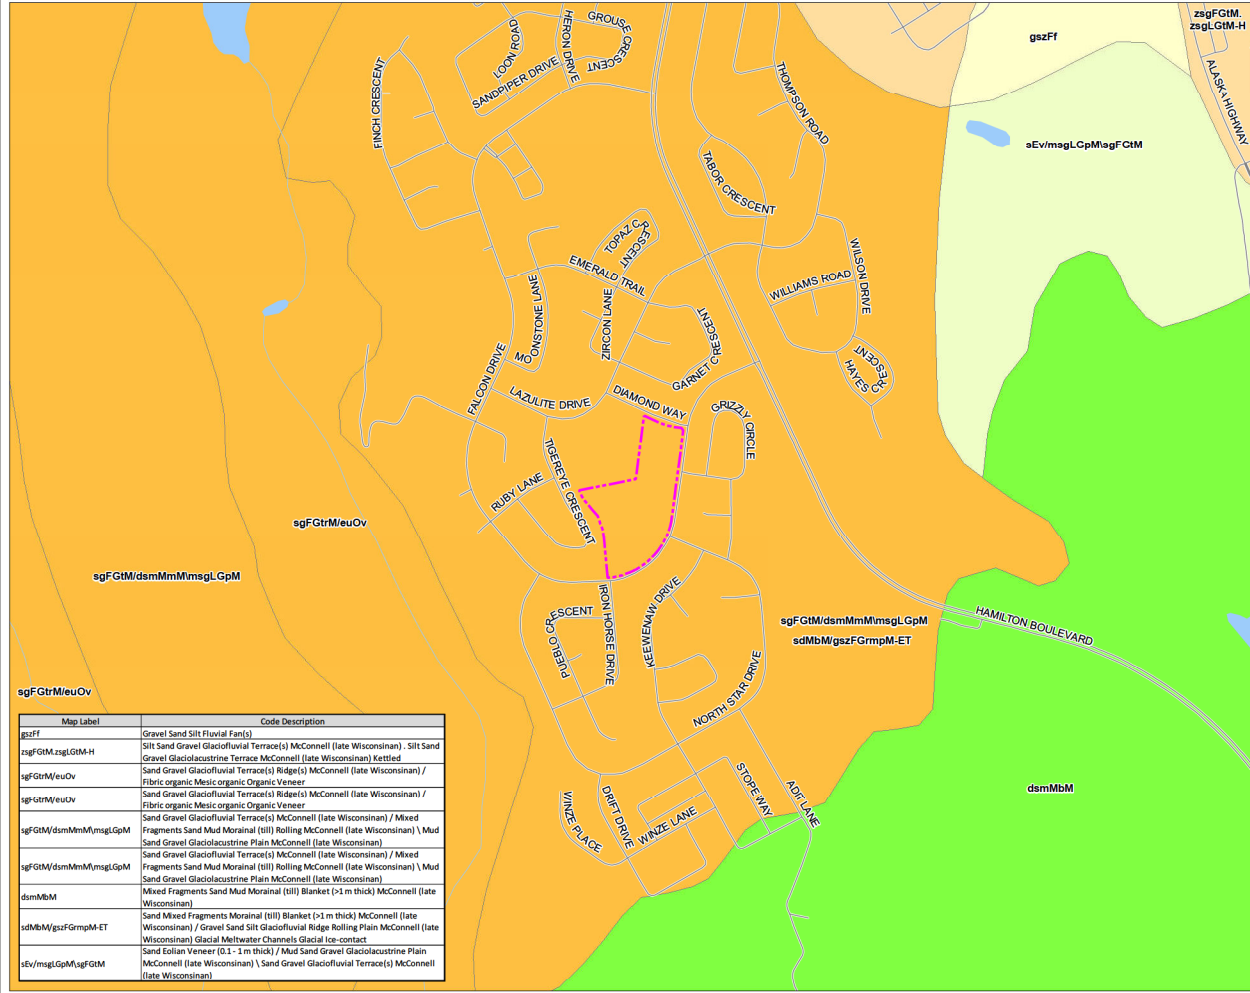 GROUSE
CRESCENT
HERON DRIVE
LOON ROAD
SANDPIPER DRIVE
FINCH CRESCENT
THOMPSON ROAD
TABOR CRESCENT
gszFf
zsgFGtM.
zsgLGtM-H
ALASKA HIGHWAY
sEv/msgLGpM\sgFGtM
TOPAZ CRESCENT
EMERALD TRAIL
MOONSTONE LANE
ZIRCON LANE
WILLIAMS ROAD
WILSON DRIVE
GARNET CRESCENT
HAYES CRESCENT
FALCON DRIVE
LAZULITE DRIVE
DIAMOND WAY
GRIZZLY CIRCLE
TIGEREYE CRESCENT
RUBY LANE
sgFGtrM/euOv
sgFGtM/dsmMmM\msgLGpM
IRON HORSE DRIVE
PUEBLO CRESCENT
KEEWENAW DRIVE
NORTH STAR DRIVE
sgFGtM/dsmMmM\msgLGpM
sdMbM/gszFGrmpM-ET
HAMILTON BOULEVARD
sgFGtrM/euOv
STOPE WAY
ADIT LANE
WINZE PLACE
DRIFT DRIVE
WINZE LANE
dsmMbM
Map Label Code Description
gszFf Gravel Sand Silt Fluvial Fan(s)
zsgFGtM.zsgLGtM-H Silt Sand Gravel Glaciofluvial Terrace(s) McConnell (late Wisconsinan) . Silt Sand
Gravel Glaciolacustrine Terrace McConnell (late Wisconsinan) Kettled
sgFGtrM/euOv Sand Gravel Glaciofluvial Terrace(s) Ridge(s) McConnell (late Wisconsinan) /
Fibric organic Mesic organic Organic Veneer
sgFGtrM/euOv Sand Gravel Glaciofluvial Terrace(s) Ridge(s) McConnell (late Wisconsinan) /
Fibric organic Mesic organic Organic Veneer
sgFGtM/dsmMmM\msgLGpM Sand Gravel Glaciofluvial Terrace(s) McConnell (late Wisconsinan) / Mixed
Fragments Sand Mud Morainal (till) Rolling McConnell (late Wisconsinan) \ Mud
Sand Gravel Glaciolacustrine Plain McConnell (late Wisconsinan)
sgFGtM/dsmMmM\msgLGpM Sand Gravel Glaciofluvial Terrace(s) McConnell (late Wisconsinan) / Mixed
Fragments Sand Mud Morainal (till) Rolling McConnell (late Wisconsinan) \ Mud
Sand Gravel Glaciolacustrine Plain McConnell (late Wisconsinan)
dsmMbM Mixed Fragments Sand Mud Morainal (till) Blanket (>1 m thick) McConnell (late
Wisconsinan)
sdMbM/gszFGrmpM-ET Sand Mixed Fragments Morainal (till) Blanket (>1 m thick) McConnell (late
Wisconsinan) / Gravel Sand Silt Glaciofluvial Ridge Rolling Plain McConnell (late
Wisconsinan) Glacial Meltwater Channels Glacial Ice-contact
sEv/msgLGpM\sgFGtM Sand Eolian Veneer (0.1 - 1 m thick) / Mud Sand Gravel Glaciolacustrine Plain
McConnell (late Wisconsinan) \ Sand Gravel Glaciofluvial Terrace(s) McConnell
(late Wisconsinan)